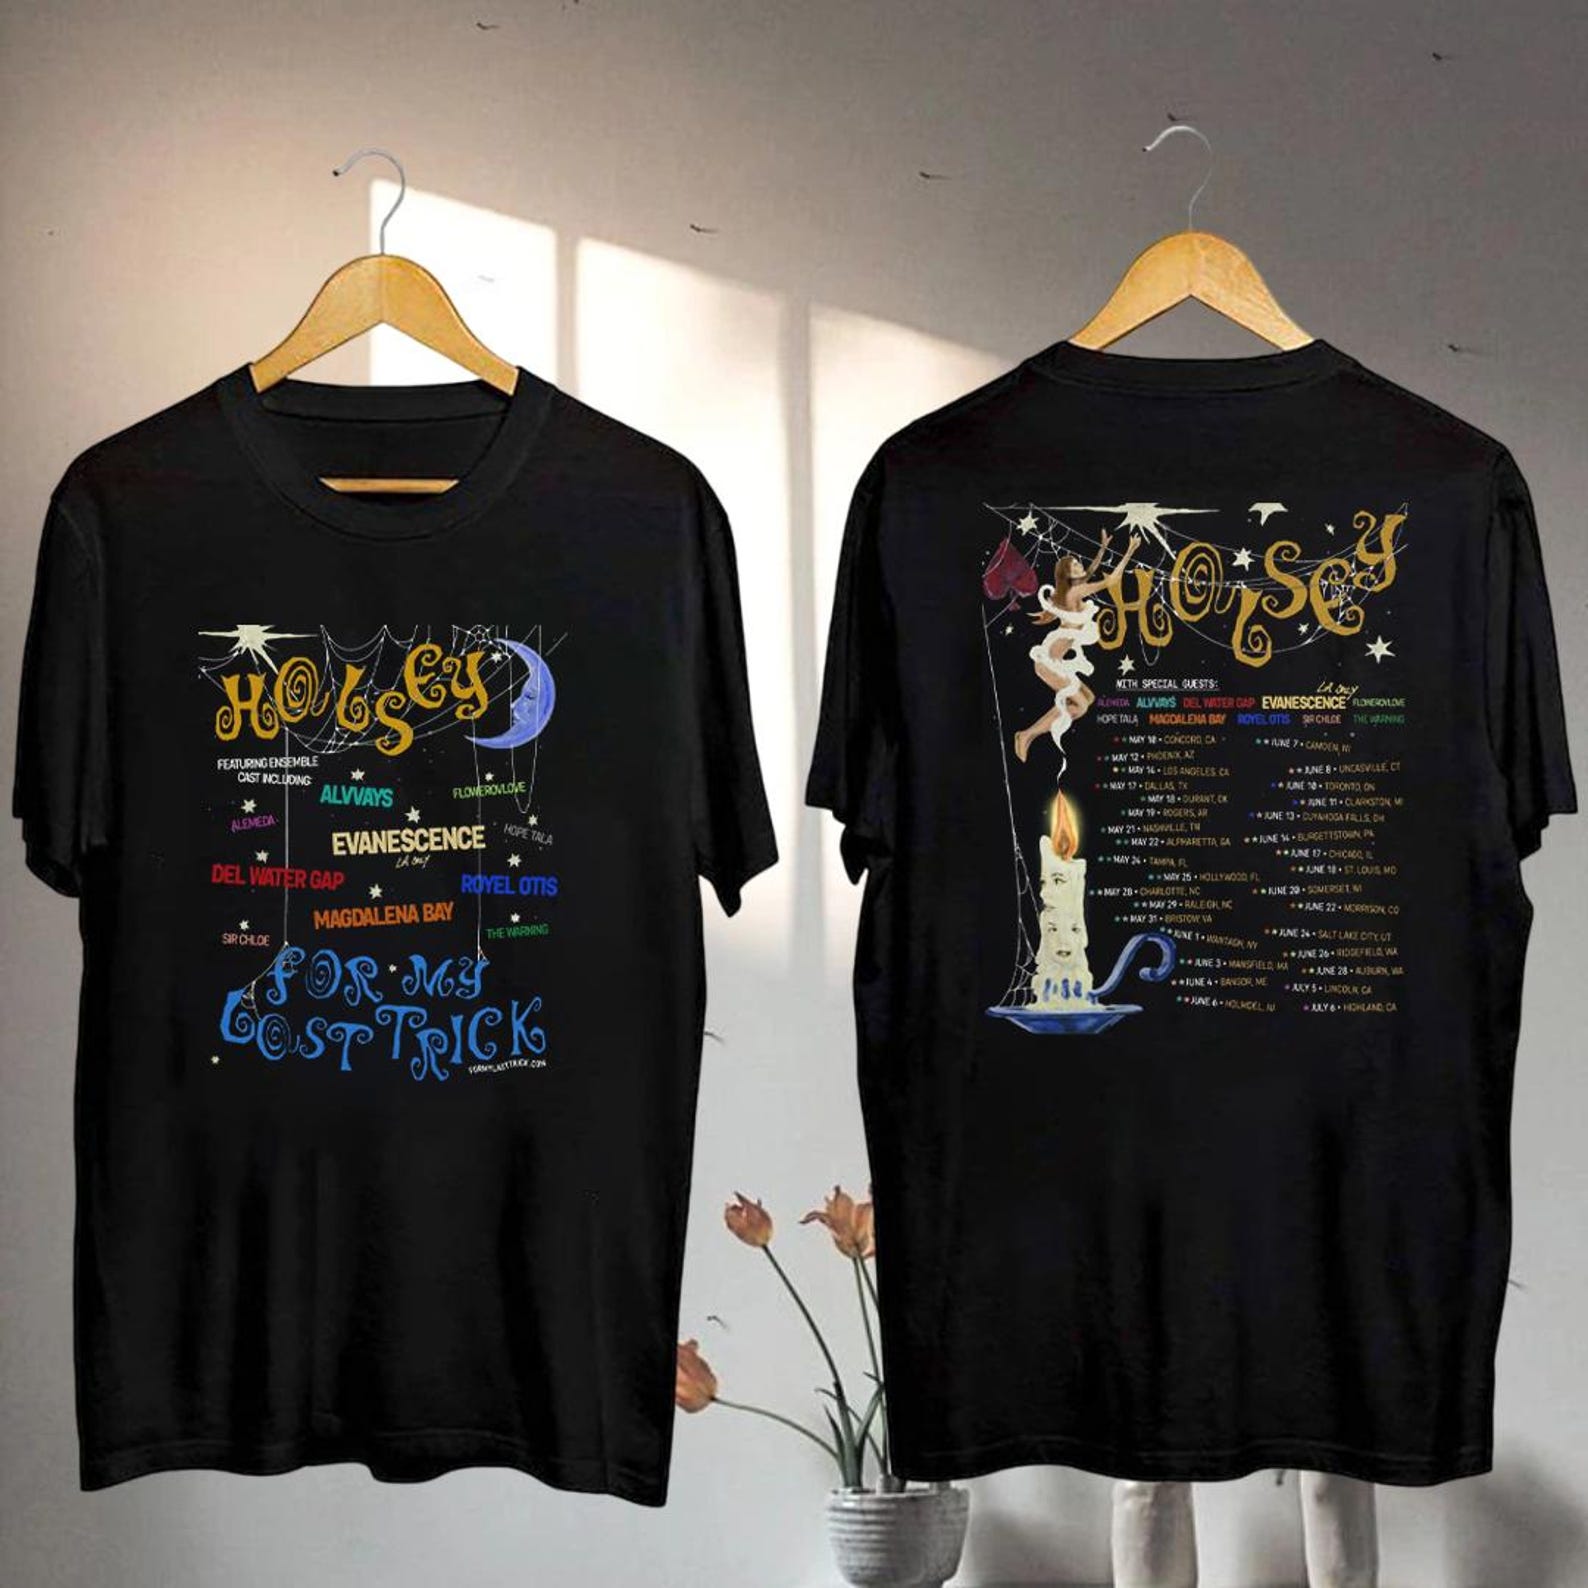 HALSEY
FEATURING ENSEMBLE
CAST INCLUDING:
ALVVAYS
FLOWEROVLOVE
ALEMEDA
EVANESCENCE
LA ONLY
HOPE TALA
DEL WATER GAP
ROYEL OTIS
MAGDALENA BAY
SIR CHLOE
THE WARNING
FOR MY
LAST TRICK
FORMYLASTTRICK.COM
HALSEY
WITH SPECIAL GUESTS:
LA ONLY
ALEMEDA ALVVAYS DEL WATER GAP EVANESCENCE FLOWEROVLOVE
HOPE TALA MAGDALENA BAY ROYEL OTIS SIR CHLOE THE WARNING
MAY 10 • CONCORD, CA
MAY 12 • PHOENIX, AZ
MAY 14 • LOS ANGELES, CA
MAY 17 • DALLAS, TX
MAY 18 • DURANT, OK
MAY 19 • ROGERS, AR
MAY 21 • NASHVILLE, TN
MAY 22 • ALPHARETTA, GA
MAY 24 • TAMPA, FL
MAY 25 • HOLLYWOOD, FL
MAY 28 • CHARLOTTE, NC
MAY 29 • RALEIGH, NC
MAY 31 • BRISTOW, VA
JUNE 1 • WANTAGH, NY
JUNE 3 • MANSFIELD, MA
JUNE 4 • BANGOR, ME
JUNE 6 • HOLMDEL, NJ
JUNE 7 • CAMDEN, NJ
JUNE 8 • UNCASVILLE, CT
JUNE 10 • TORONTO, ON
JUNE 11 • CLARKSTON, MI
JUNE 13 • CUYAHOGA FALLS, OH
JUNE 14 • BURGETTSTOWN, PA
JUNE 17 • CHICAGO, IL
JUNE 18 • ST. LOUIS, MO
JUNE 20 • SOMERSET, WI
JUNE 22 • MORRISON, CO
JUNE 24 • SALT LAKE CITY, UT
JUNE 26 • RIDGEFIELD, WA
JUNE 28 • AUBURN, WA
JULY 5 • LINCOLN, CA
JULY 6 • HIGHLAND, CA